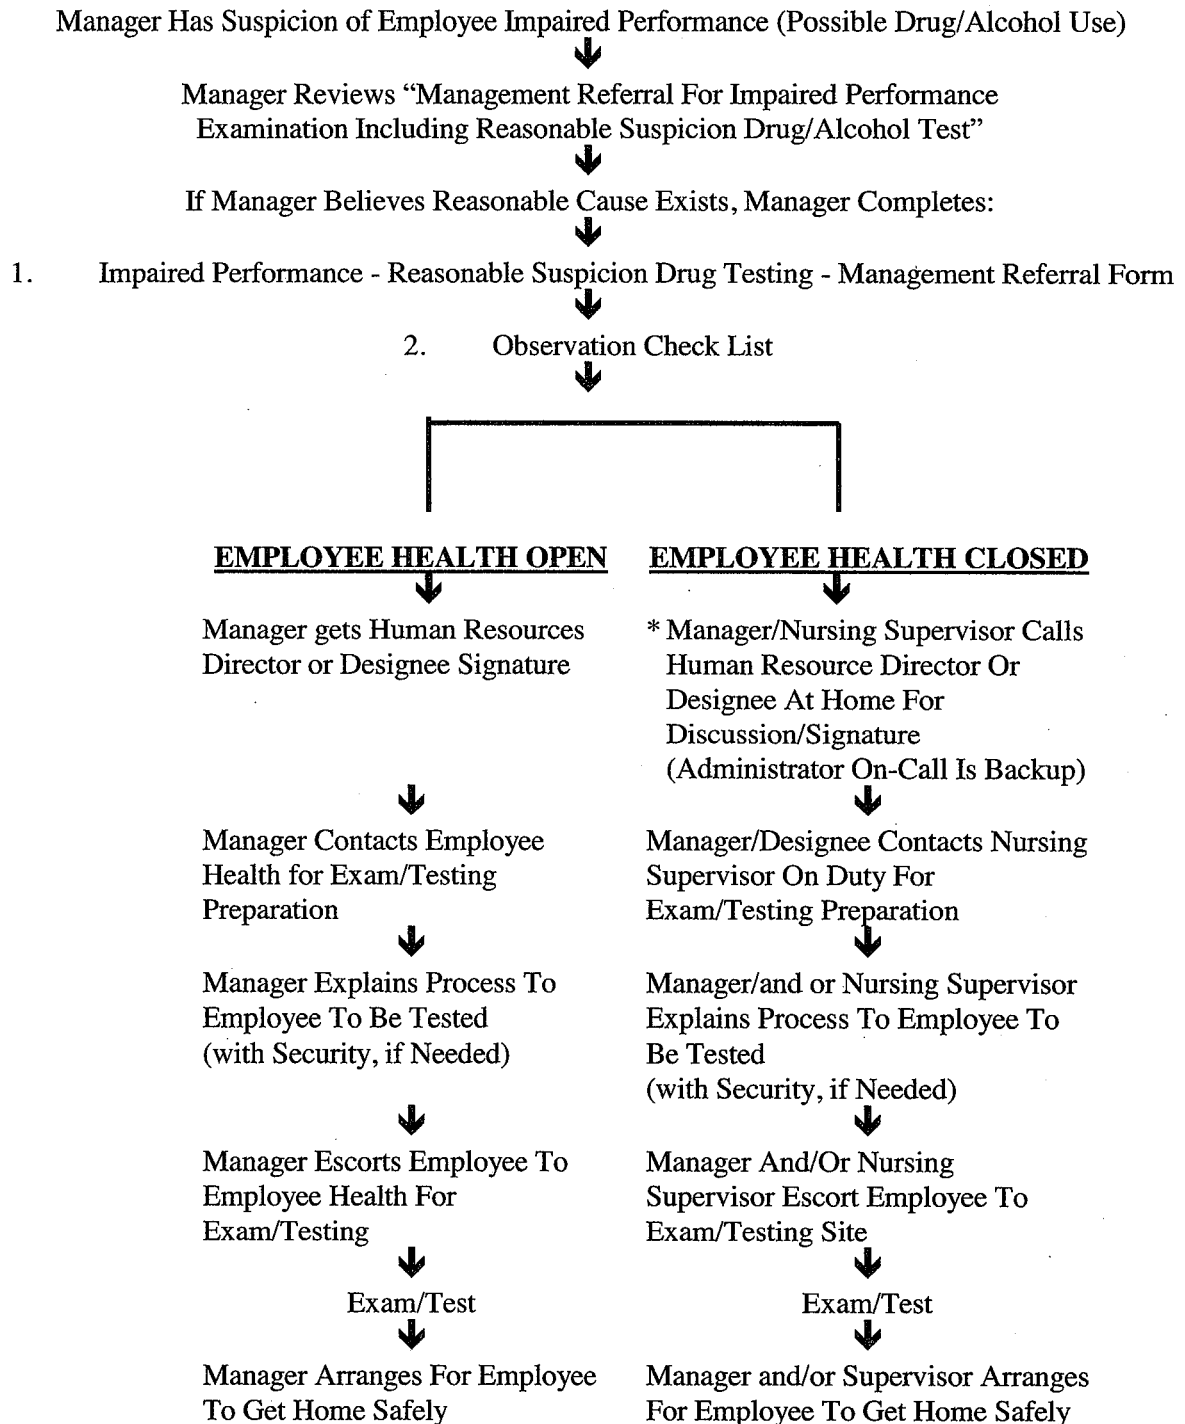 Manager Has Suspicion of Employee Impaired Performance (Possible Drug/Alcohol Use)
Manager Reviews “Management Referral For Impaired Performance
Examination Including Reasonable Suspicion Drug/Alcohol Test”
If Manager Believes Reasonable Cause Exists, Manager Completes:
1. Impaired Performance - Reasonable Suspicion Drug Testing - Management Referral Form
2. Observation Check List
EMPLOYEE HEALTH OPEN
Manager gets Human Resources
Director or Designee Signature
Manager Contacts Employee
Health for Exam/Testing
Preparation
Manager Explains Process To
Employee To Be Tested
(with Security, if Needed)
Manager Escorts Employee To
Employee Health For
Exam/Testing
Exam/Test
Manager Arranges For Employee
To Get Home Safely
EMPLOYEE HEALTH CLOSED
* Manager/Nursing Supervisor Calls
Human Resource Director Or
Designee At Home For
Discussion/Signature
(Administrator On-Call Is Backup)
Manager/Designee Contacts Nursing
Supervisor On Duty For
Exam/Testing Preparation
Manager/and or Nursing Supervisor
Explains Process To Employee To
Be Tested
(with Security, if Needed)
Manager And/Or Nursing
Supervisor Escort Employee To
Exam/Testing Site
Exam/Test
Manager and/or Supervisor Arranges
For Employee To Get Home Safely